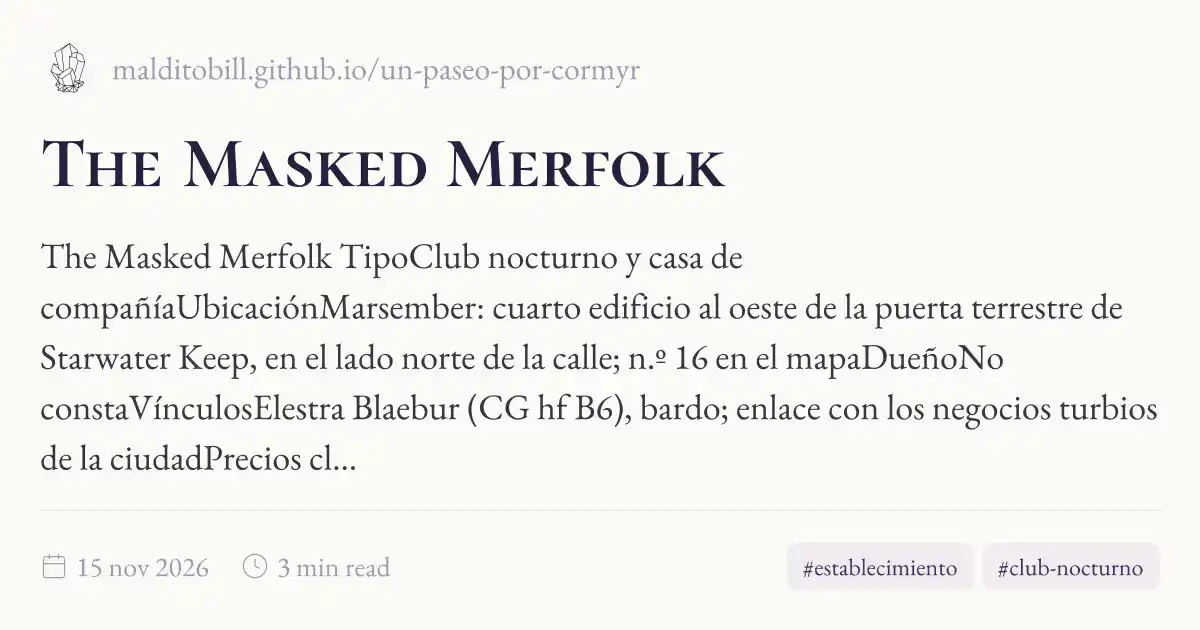 malditobill.github.io/un-paseo-por-cormyr
The Masked Merfolk
The Masked Merfolk TipoClub nocturno y casa de
compañíaUbicaciónMarsember: cuarto edificio al oeste de la puerta terrestre de
Starwater Keep, en el lado norte de la calle; n.º 16 en el mapaDueñoNo
constaVínculosElestra Blaebur (CG hf B6), bardo; enlace con los negocios turbios
de la ciudadPrecios cl...
15 nov 2026
3 min read
#establecimiento
#club-nocturno